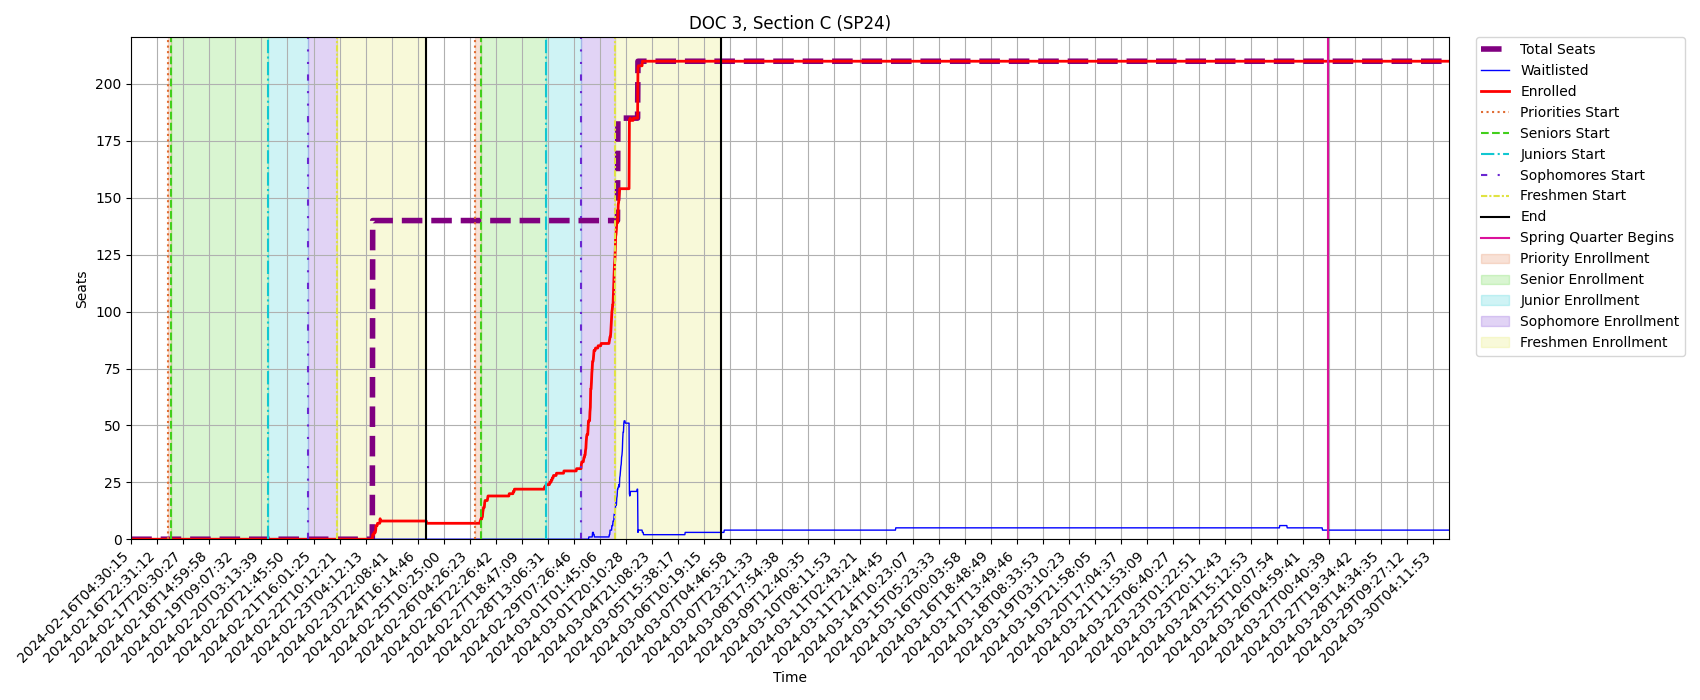 DOC 3, Section C (SP24)
Seats
200
175
150
125
100
75
50
25
0
2024-02-16T04:30:15
2024-02-16T22:31:12
2024-02-17T20:30:27
2024-02-18T14:59:58
2024-02-19T09:07:32
2024-02-20T03:13:39
2024-02-20T21:45:50
2024-02-21T16:01:25
2024-02-22T10:12:21
2024-02-23T04:12:13
2024-02-23T22:08:41
2024-02-24T16:14:46
2024-02-25T10:25:00
2024-02-26T04:26:23
2024-02-26T22:26:42
2024-02-27T18:47:09
2024-02-28T13:06:31
2024-02-29T07:26:46
2024-03-01T01:45:06
2024-03-01T20:10:28
2024-03-04T21:08:23
2024-03-05T15:38:17
2024-03-06T10:19:15
2024-03-07T04:46:58
2024-03-07T23:21:33
2024-03-08T17:54:38
2024-03-09T12:40:35
2024-03-10T08:11:53
2024-03-11T02:43:21
2024-03-11T21:44:45
2024-03-14T10:23:07
2024-03-15T05:23:33
2024-03-16T00:03:58
2024-03-16T18:48:49
2024-03-17T13:49:46
2024-03-18T08:33:53
2024-03-19T03:10:23
2024-03-19T21:58:05
2024-03-20T17:04:37
2024-03-21T11:53:09
2024-03-22T06:40:27
2024-03-23T01:22:51
2024-03-23T20:12:43
2024-03-24T15:12:53
2024-03-25T10:07:54
2024-03-26T04:59:41
2024-03-27T00:40:39
2024-03-27T19:34:42
2024-03-28T14:34:35
2024-03-29T09:27:12
2024-03-30T04:11:53
Time
Total Seats
Waitlisted
Enrolled
Priorities Start
Seniors Start
Juniors Start
Sophomores Start
Freshmen Start
End
Spring Quarter Begins
Priority Enrollment
Senior Enrollment
Junior Enrollment
Sophomore Enrollment
Freshmen Enrollment